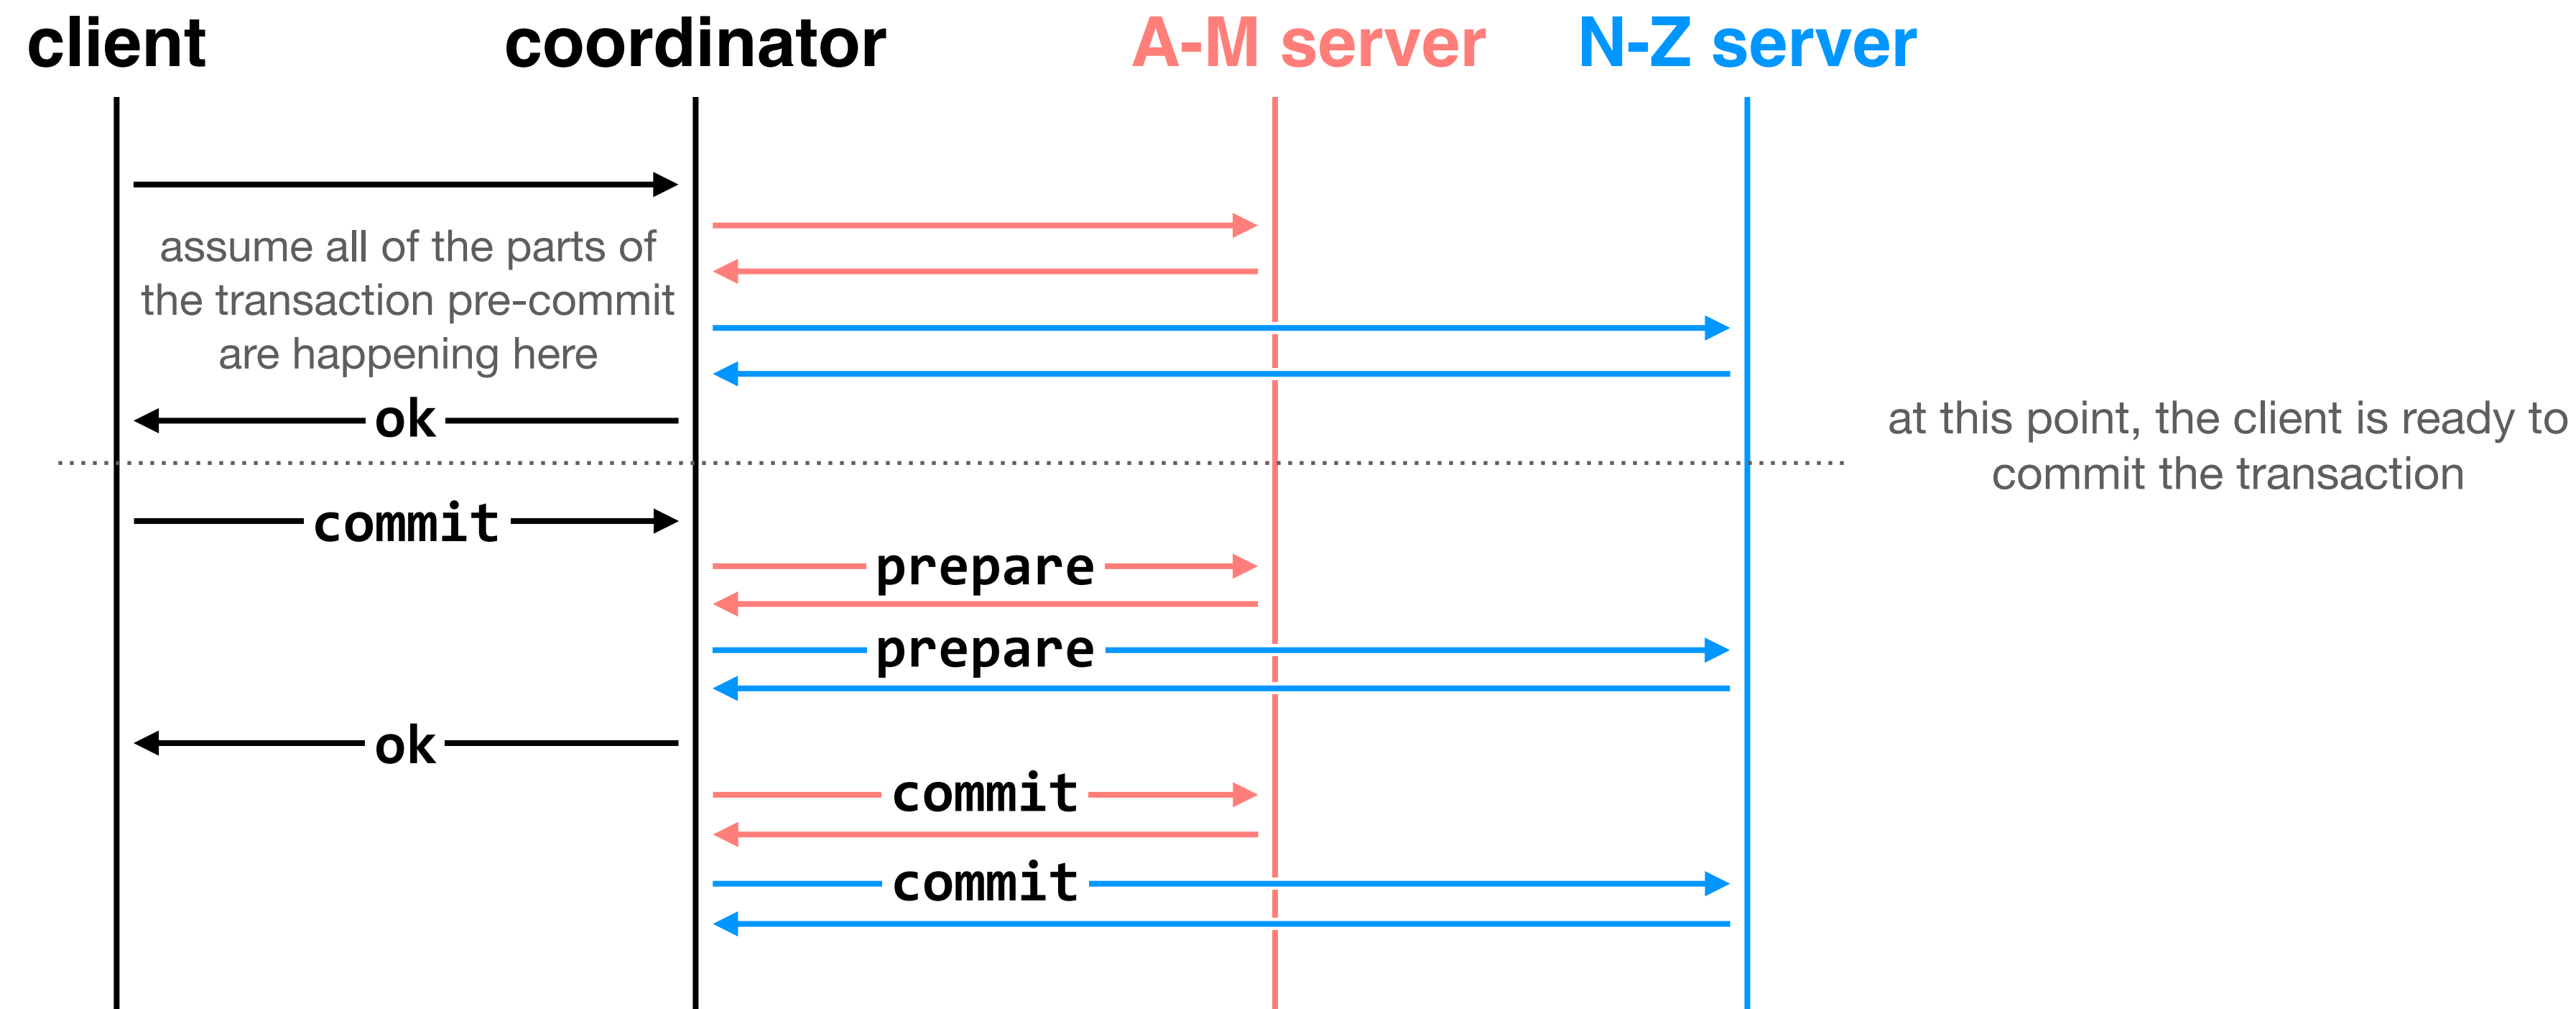 client
coordinator
A-M server
N-Z server
assume all of the parts of
the transaction pre-commit
are happening here
ok
at this point, the client is ready to
commit the transaction
commit
prepare
prepare
ok
commit
commit